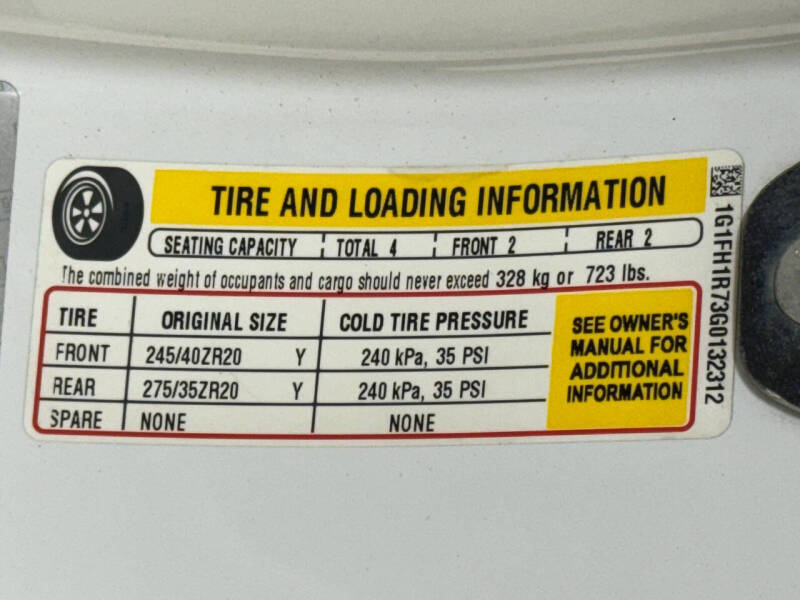 TIRE AND LOADING INFORMATION
SEATING CAPACITY TOTAL 4 FRONT 2 REAR 2
The combined weight of occupants and cargo should never exceed 328 kg or 723 lbs.
TIRE ORIGINAL SIZE COLD TIRE PRESSURE
FRONT 245/40ZR20 Y 240 kPa, 35 PSI
REAR 275/35ZR20 Y 240 kPa, 35 PSI
SPARE NONE NONE
SEE OWNER'S
MANUAL FOR
ADDITIONAL
INFORMATION
1G1FH1R73G0132312